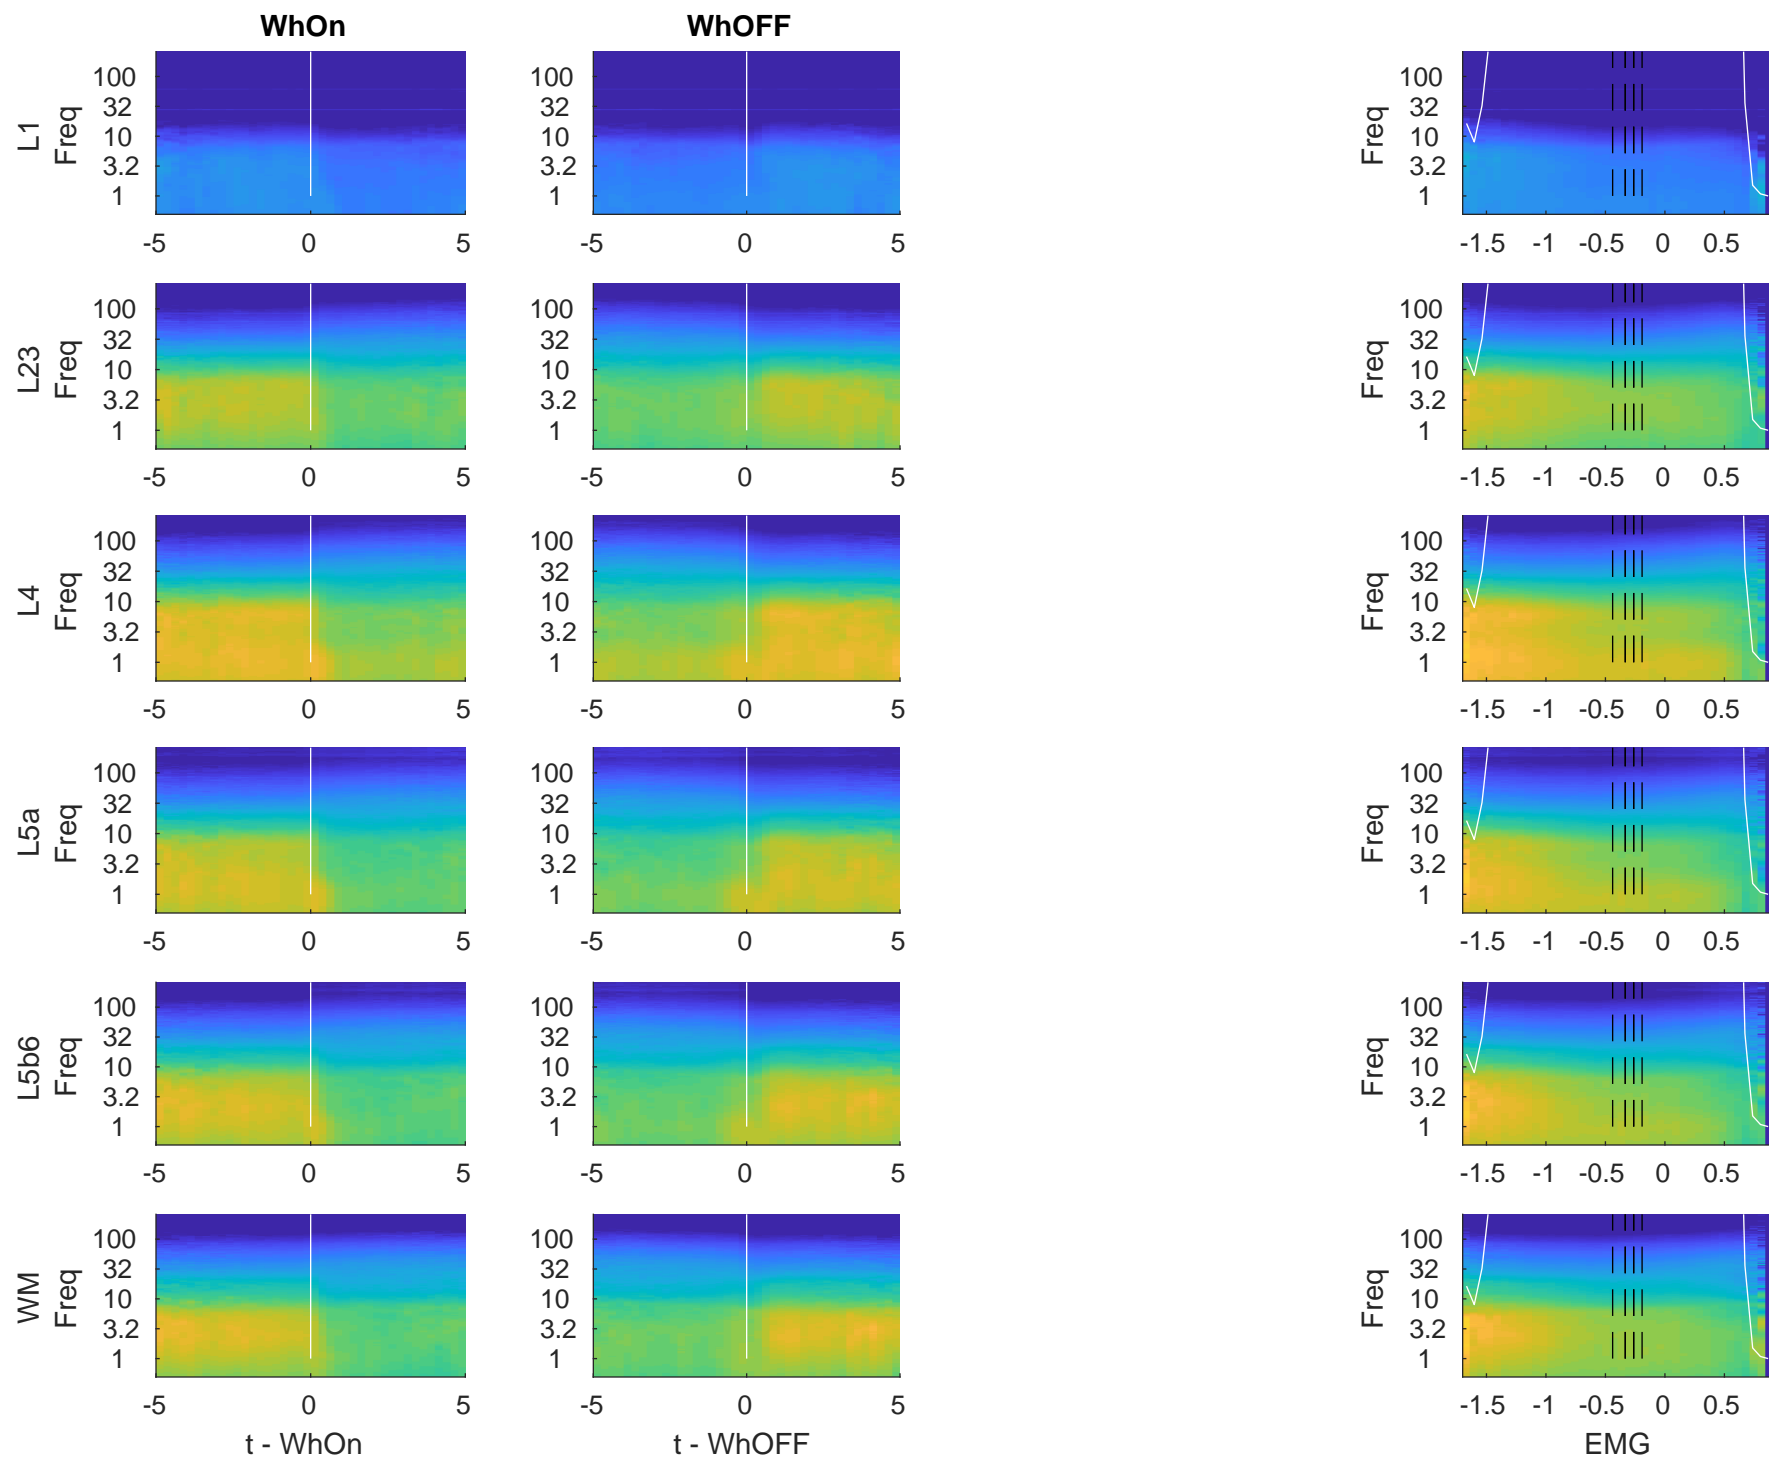 WhOn WhOFF
L1 Freq 100 32 10 3.2 1 100 32 10 3.2 1 Freq 100 32 10 3.2 1
-5 0 5 -5 0 5 -1.5 -1 -0.5 0 0.5
L23 Freq 100 32 10 3.2 1 100 32 10 3.2 1 Freq 100 32 10 3.2 1
-5 0 5 -5 0 5 -1.5 -1 -0.5 0 0.5
L4 Freq 100 32 10 3.2 1 100 32 10 3.2 1 Freq 100 32 10 3.2 1
-5 0 5 -5 0 5 -1.5 -1 -0.5 0 0.5
L5a Freq 100 32 10 3.2 1 100 32 10 3.2 1 Freq 100 32 10 3.2 1
-5 0 5 -5 0 5 -1.5 -1 -0.5 0 0.5
L5b6 Freq 100 32 10 3.2 1 100 32 10 3.2 1 Freq 100 32 10 3.2 1
-5 0 5 -5 0 5 -1.5 -1 -0.5 0 0.5
WM Freq 100 32 10 3.2 1 100 32 10 3.2 1 Freq 100 32 10 3.2 1
-5 0 5 -5 0 5 -1.5 -1 -0.5 0 0.5
t - WhOn t - WhOFF EMG